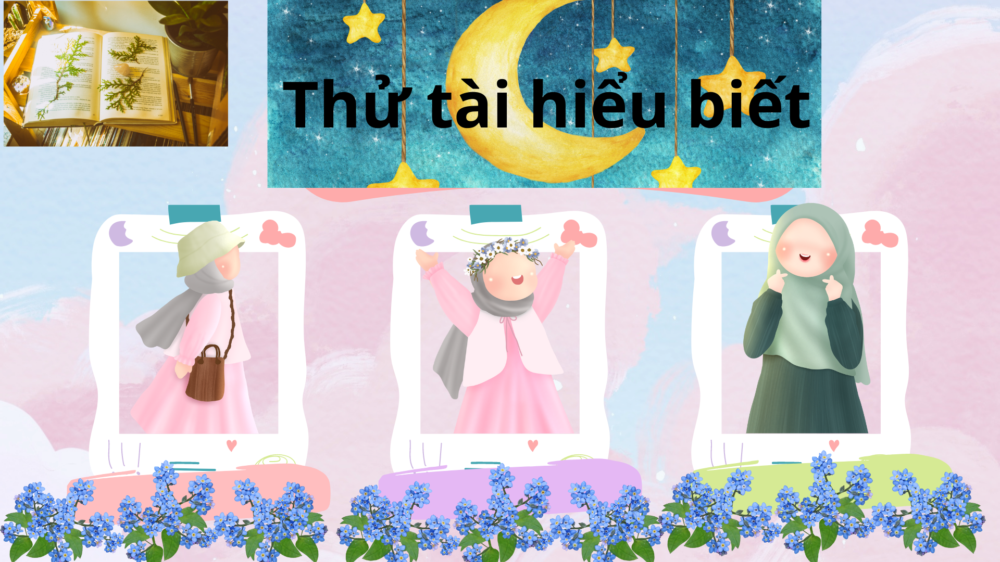 Thử tài hiểu biết